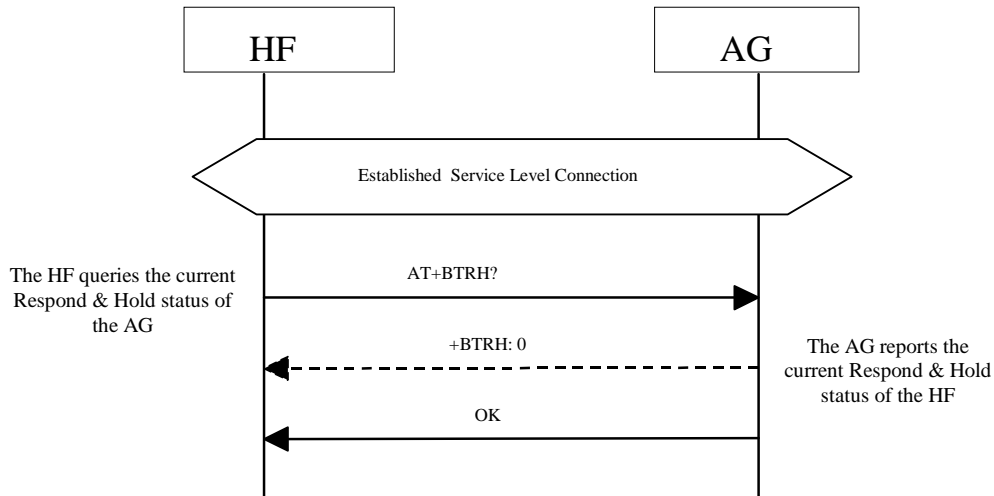 HF
AG
Established Service Level Connection
The HF queries the current
Respond & Hold status of
the AG
AT+BTRH?
+BTRH: 0
The AG reports the
current Respond & Hold
status of the HF
OK